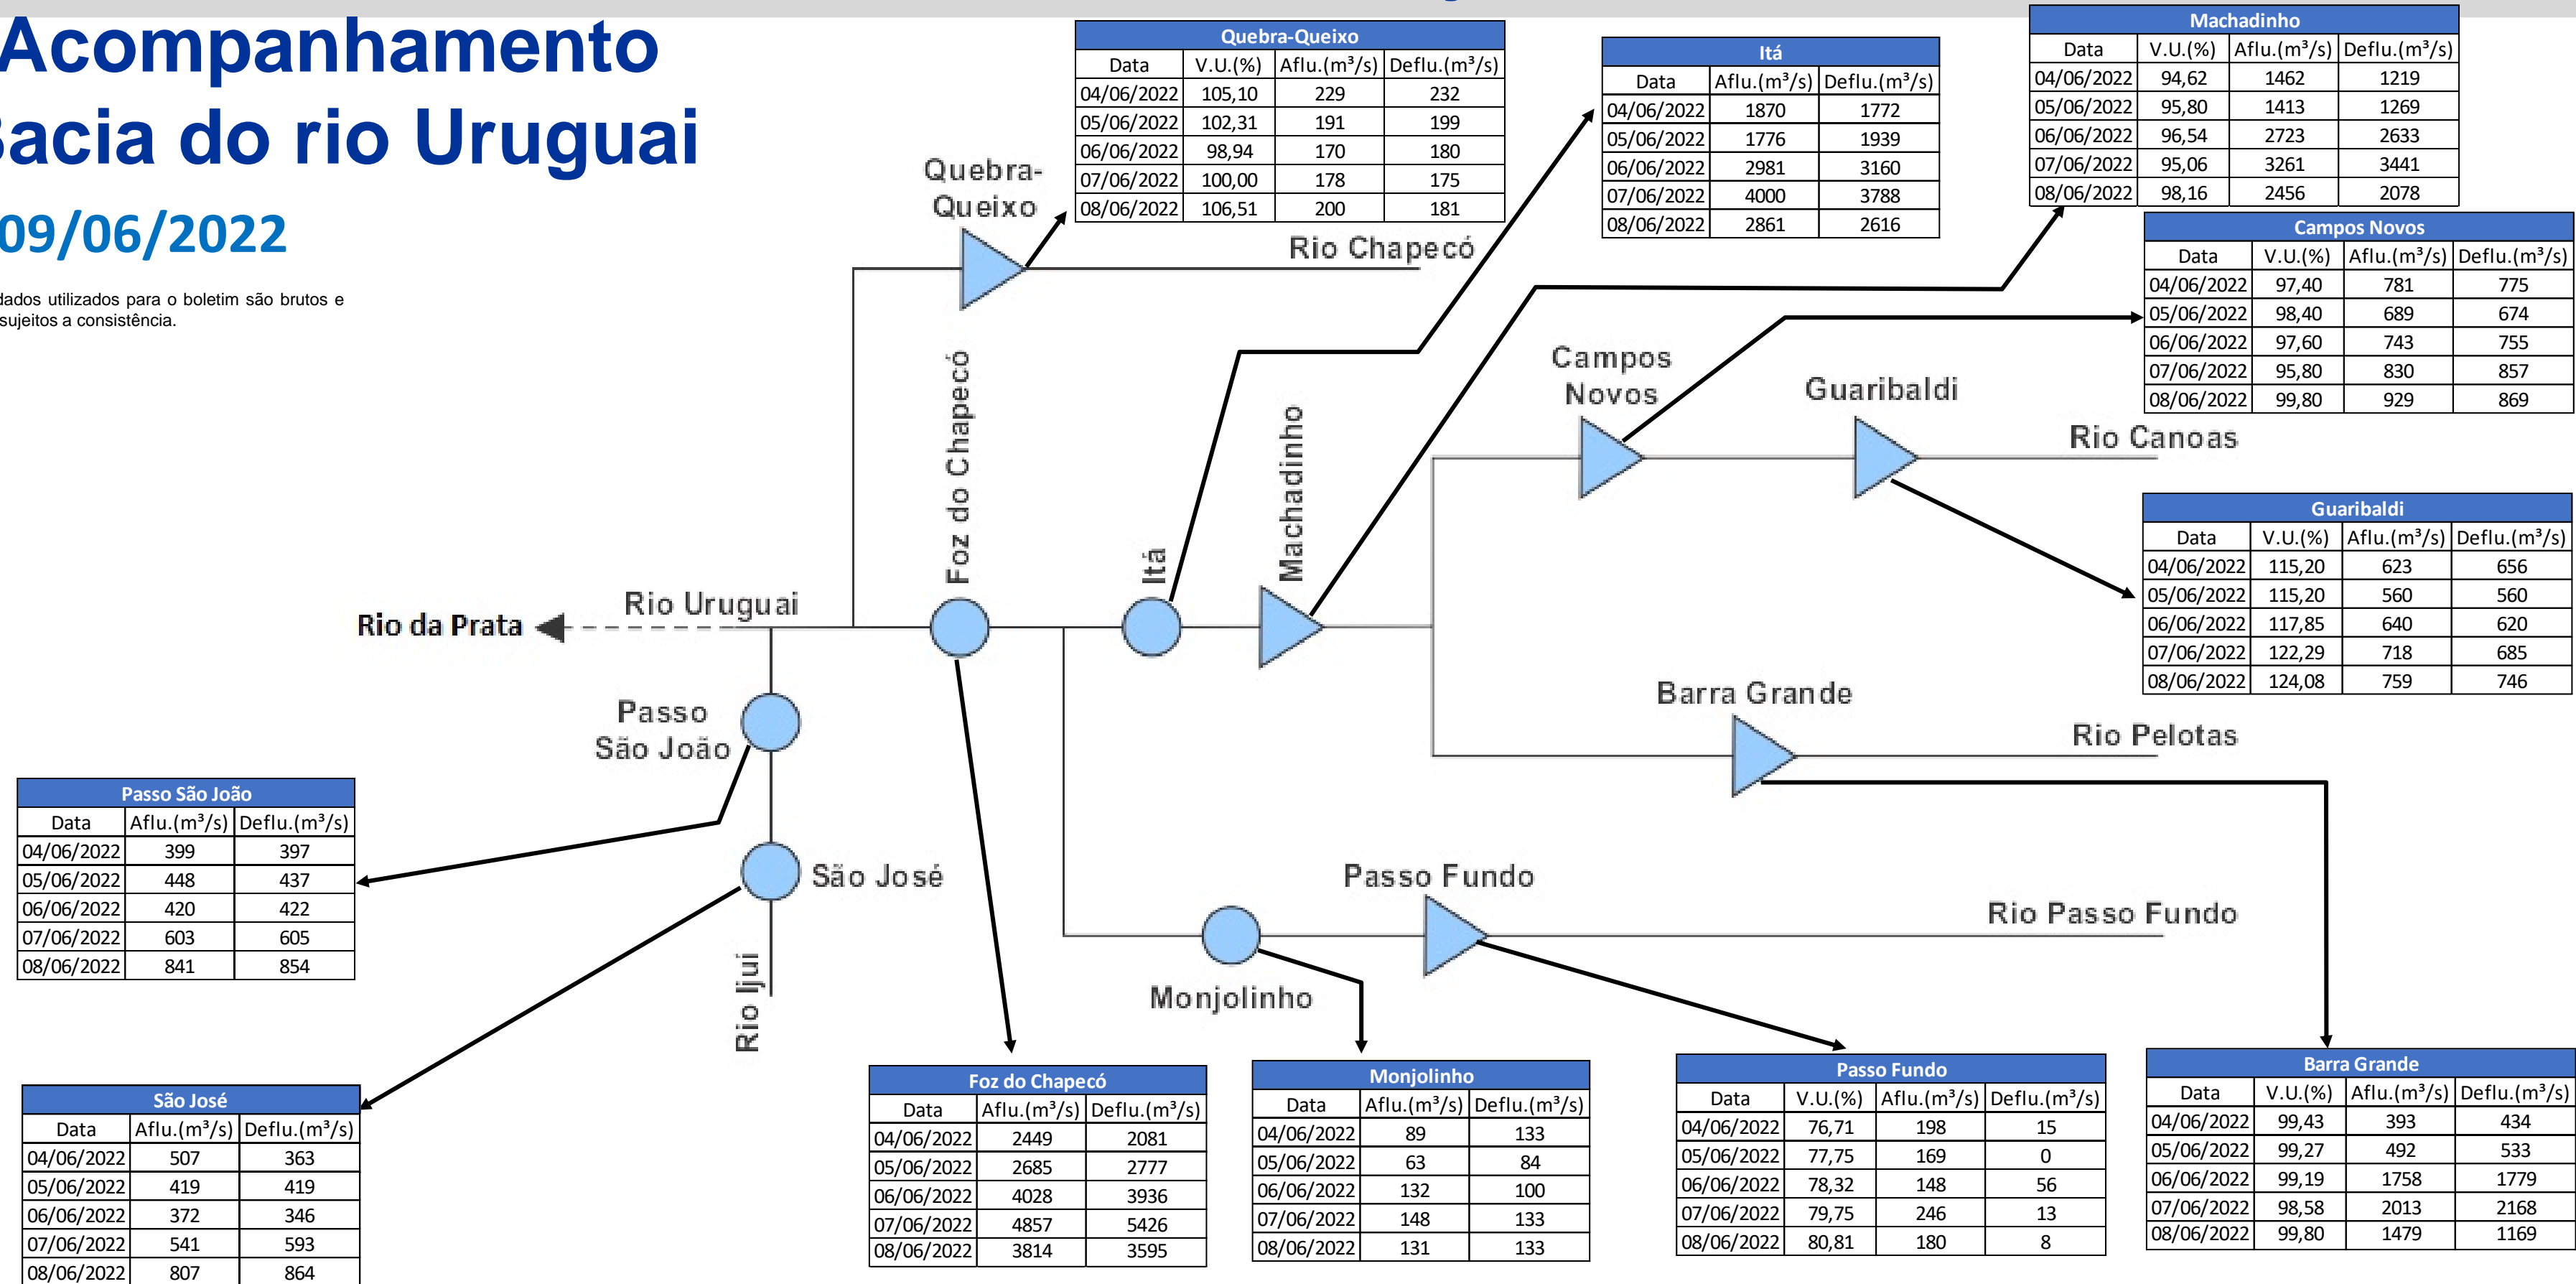 Acompanhamento
Bacia do rio Uruguai
09/06/2022
dados utilizados para o boletim são brutos e
sujeitos a consistência.
Quebra-Queixo
Data V.U.(%) Aflu.(m³/s) Deflu.(m³/s)
04/06/2022 105,10 229 232
05/06/2022 102,31 191 199
06/06/2022 98,94 170 180
07/06/2022 100,00 178 175
08/06/2022 106,51 200 181
Itá
Data Aflu.(m³/s) Deflu.(m³/s)
04/06/2022 1870 1772
05/06/2022 1776 1939
06/06/2022 2981 3160
07/06/2022 4000 3788
08/06/2022 2861 2616
Machadinho
Data V.U.(%) Aflu.(m³/s) Deflu.(m³/s)
04/06/2022 94,62 1462 1219
05/06/2022 95,80 1413 1269
06/06/2022 96,54 2723 2633
07/06/2022 95,06 3261 3441
08/06/2022 98,16 2456 2078
Campos Novos
Data V.U.(%) Aflu.(m³/s) Deflu.(m³/s)
04/06/2022 97,40 781 775
05/06/2022 98,40 689 674
06/06/2022 97,60 743 755
07/06/2022 95,80 830 857
08/06/2022 99,80 929 869
Quebra-
Queixo
Rio Chapecó
Foz do Chapecó
Itá
Machadinho
Campos
Novos
Guaribaldi
Rio Canoas
Guaribaldi
Data V.U.(%) Aflu.(m³/s) Deflu.(m³/s)
04/06/2022 115,20 623 656
05/06/2022 115,20 560 560
06/06/2022 117,85 640 620
07/06/2022 122,29 718 685
08/06/2022 124,08 759 746
Rio da Prata
Rio Uruguai
Passo
São João
Barra Grande
Rio Pelotas
Passo São João
Data Aflu.(m³/s) Deflu.(m³/s)
04/06/2022 399 397
05/06/2022 448 437
06/06/2022 420 422
07/06/2022 603 605
08/06/2022 841 854
São José
Passo Fundo
Rio Passo Fundo
Monjolinho
Rio Ijuí
São José
Data Aflu.(m³/s) Deflu.(m³/s)
04/06/2022 507 363
05/06/2022 419 419
06/06/2022 372 346
07/06/2022 541 593
08/06/2022 807 864
Foz do Chapecó
Data Aflu.(m³/s) Deflu.(m³/s)
04/06/2022 2449 2081
05/06/2022 2685 2777
06/06/2022 4028 3936
07/06/2022 4857 5426
08/06/2022 3814 3595
Monjolinho
Data Aflu.(m³/s) Deflu.(m³/s)
04/06/2022 89 133
05/06/2022 63 84
06/06/2022 132 100
07/06/2022 148 133
08/06/2022 131 133
Passo Fundo
Data V.U.(%) Aflu.(m³/s) Deflu.(m³/s)
04/06/2022 76,71 198 15
05/06/2022 77,75 169 0
06/06/2022 78,32 148 56
07/06/2022 79,75 246 13
08/06/2022 80,81 180 8
Barra Grande
Data V.U.(%) Aflu.(m³/s) Deflu.(m³/s)
04/06/2022 99,43 393 434
05/06/2022 99,27 492 533
06/06/2022 99,19 1758 1779
07/06/2022 98,58 2013 2168
08/06/2022 99,80 1479 1169